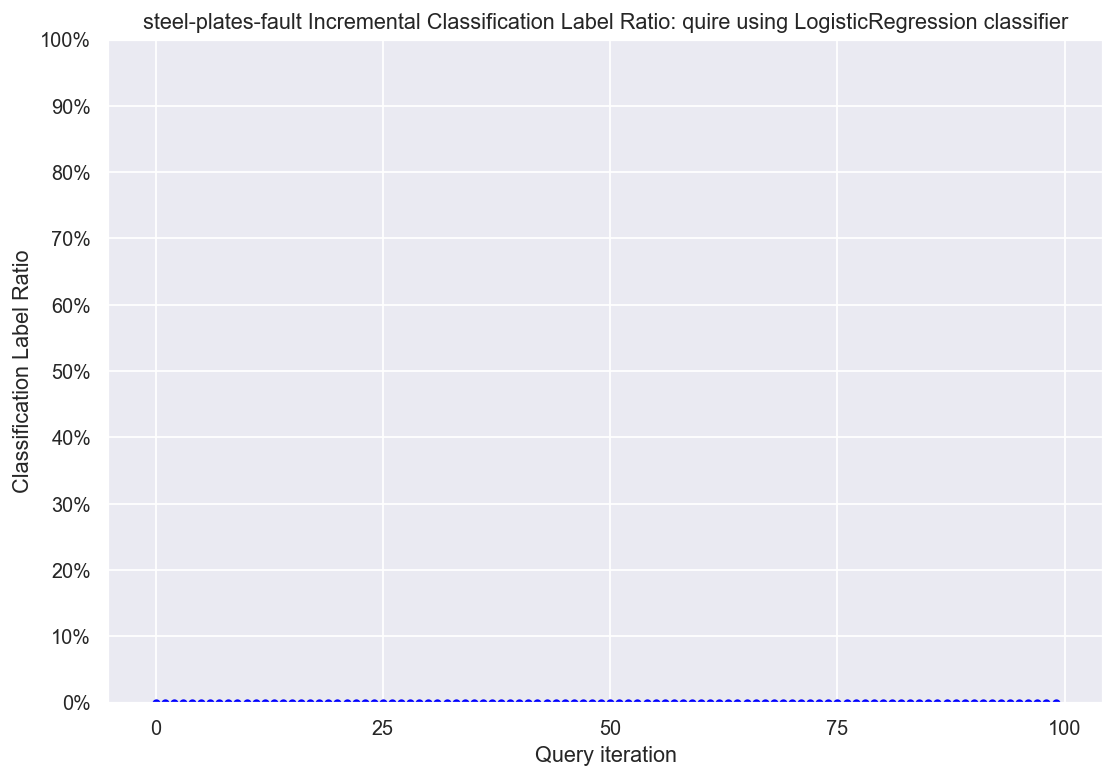 steel-plates-fault Incremental Classification Label Ratio: quire using LogisticRegression classifier
100%
90%
80%
70%
60%
50%
40%
30%
20%
10%
0%
Classification Label Ratio
0 25 50 75 100
Query iteration